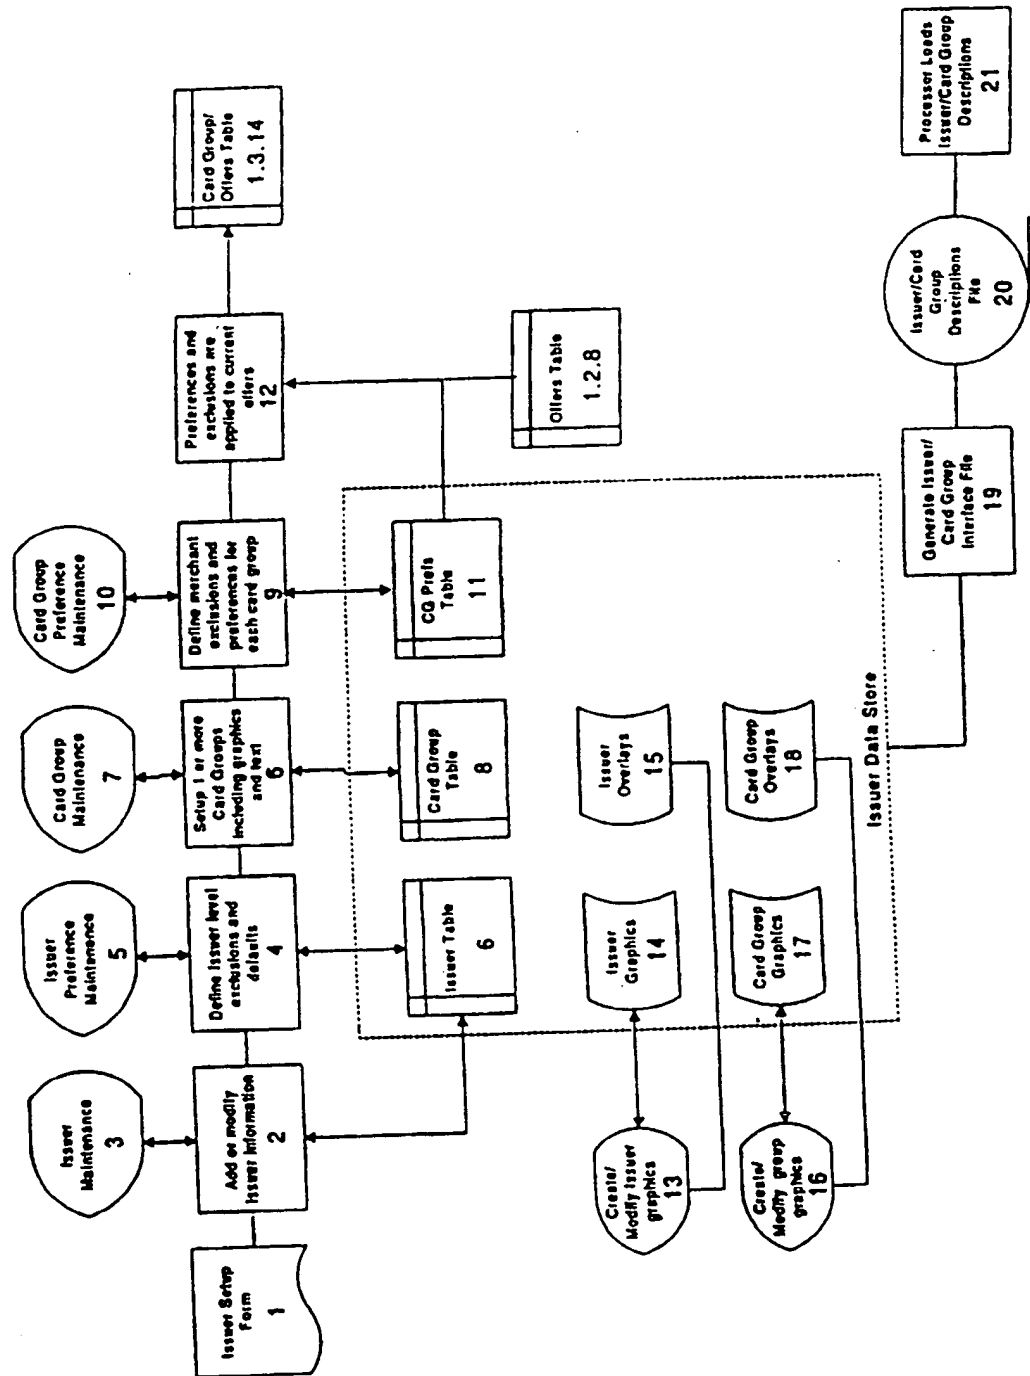 Issuer Setup
Form
1
Issuer
Maintenance
3
Add or modify
Issuer Information
2
Issuer
Preference
Maintenance
5
Define Issuer level
exclusions and
defaults
4
Card Group
Maintenance
7
Setup 1 or more
Card Groups
including graphics
and text
6
Card Group
Preference
Maintenance
10
Define merchant
exclusions and
preferences for
each card group
9
Preferences and
exclusions are
applied to current
offers
12
Card Group/
Offers Table
1.3.14
Issuer Table
6
Card Group
Table
8
CG Prefs
Table
11
Offers Table
1.2.8
Create/
Modify Issuer
graphics
13
Issuer
Graphics
14
Issuer
Overlays
15
Create/
Modify group
graphics
16
Card Group
Graphics
17
Card Group
Overlays
18
Issuer Data Store
Generate Issuer/
Card Group
Interface File
19
Issuer/Card
Group
Descriptions
File
20
Processor Loads
Issuer/Card Group
Descriptions
21